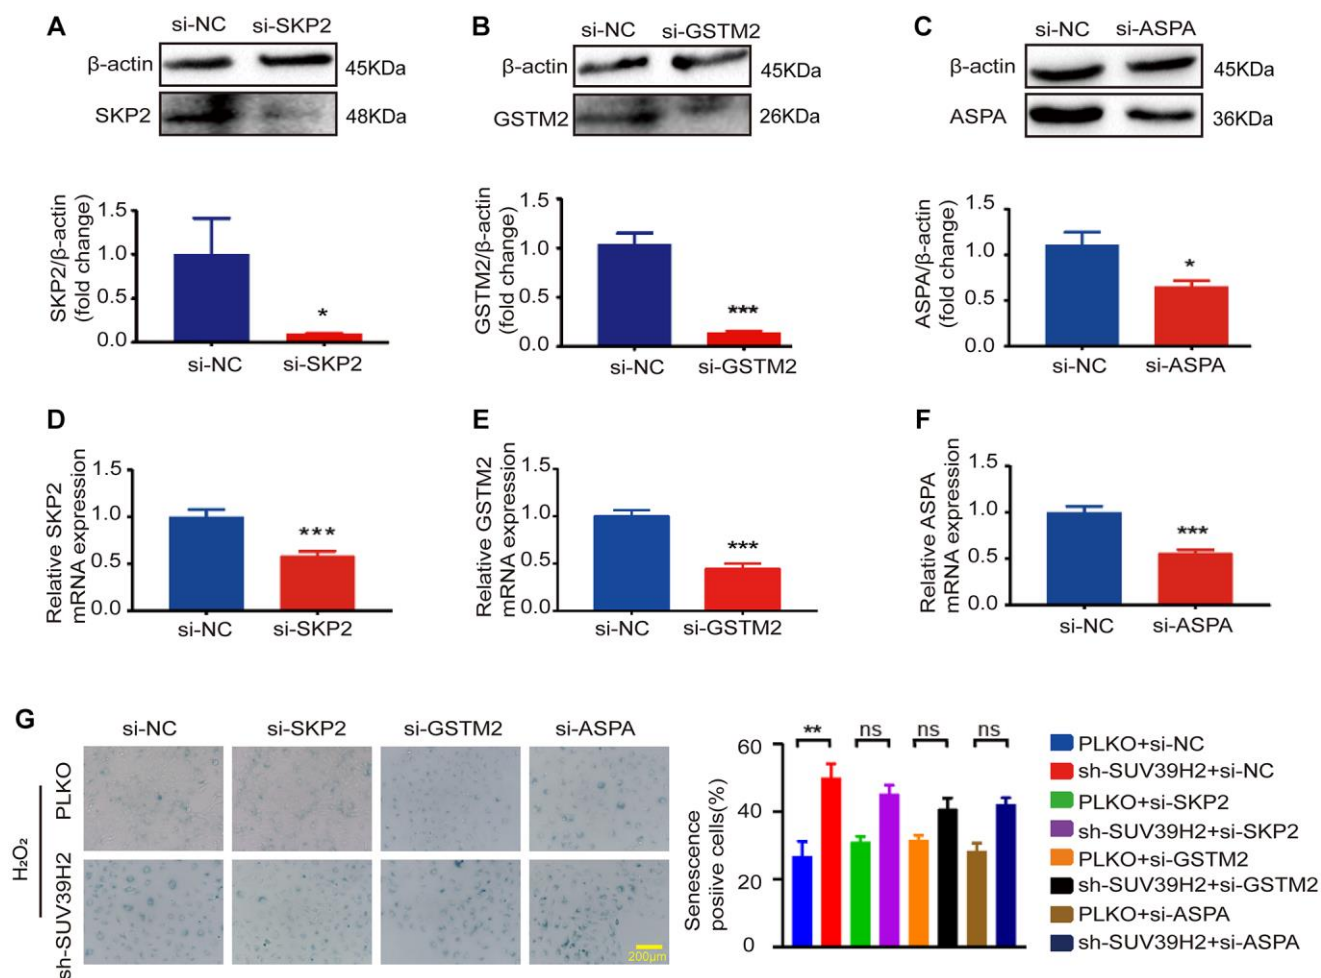 A
si-NC si-SKP2
β-actin 45KDa
SKP2 48KDa
SKP2/β-actin
(fold change)
1.5
1.0
0.5
0.0
*
si-NC si-SKP2
B
si-NC si-GSTM2
β-actin 45KDa
GSTM2 26KDa
GSTM2/β-actin
(fold change)
1.5
1.0
0.5
0.0
***
si-NC si-GSTM2
C
si-NC si-ASPA
β-actin 45KDa
ASPA 36KDa
ASPA/β-actin
(fold change)
1.5
1.0
0.5
0.0
*
si-NC si-ASPA
D
Relative SKP2
mRNA expression
1.5
1.0
0.5
0.0
***
si-NC si-SKP2
E
Relative GSTM2
mRNA expression
1.5
1.0
0.5
0.0
***
si-NC si-GSTM2
F
Relative ASPA
mRNA expression
1.5
1.0
0.5
0.0
***
si-NC si-ASPA
G
si-NC si-SKP2 si-GSTM2 si-ASPA
H₂O₂
PLKO
sh-SUV39H2
200μm
Senescence
posiive cells(%)
60
40
20
0
** ns ns ns
PLKO+si-NC
sh-SUV39H2+si-NC
PLKO+si-SKP2
sh-SUV39H2+si-SKP2
PLKO+si-GSTM2
sh-SUV39H2+si-GSTM2
PLKO+si-ASPA
sh-SUV39H2+si-ASPA